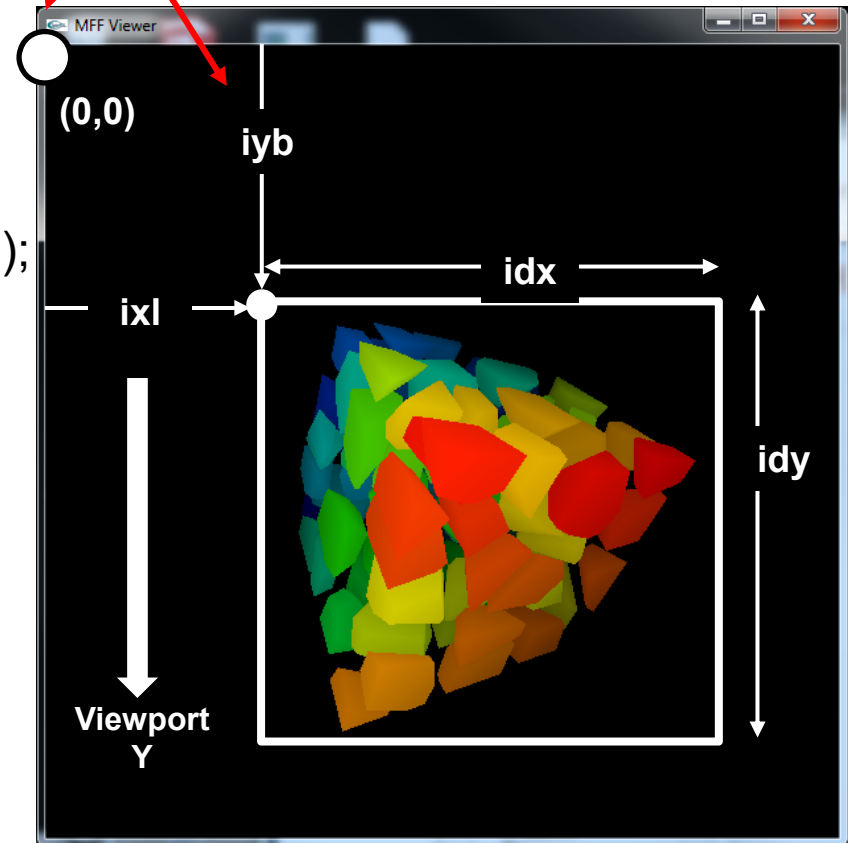 MFF Viewer
(0,0)
iyb
);
idx
ixl
idy
Viewport
Y